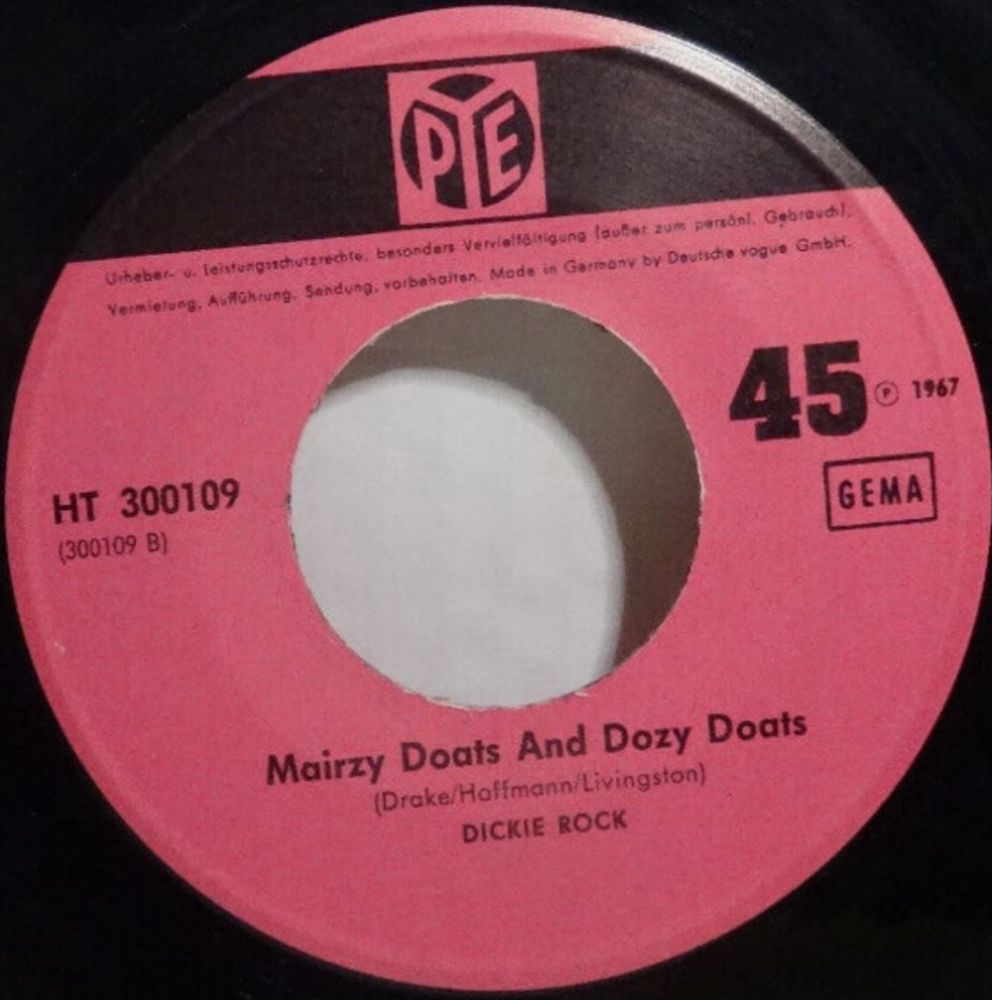 PYE
Urheber- u. Leistungsschutzrechte, besonders Vervielfältigung (außer zum persönl. Gebrauch),
Vermietung, Aufführung, Sendung, vorbehalten. Made in Germany by Deutsche vogue GmbH.
45 ℗ 1967
GEMA
HT 300109
(300109 B)
Mairzy Doats And Dozy Doats
(Drake/Hoffmann/Livingston)
DICKIE ROCK